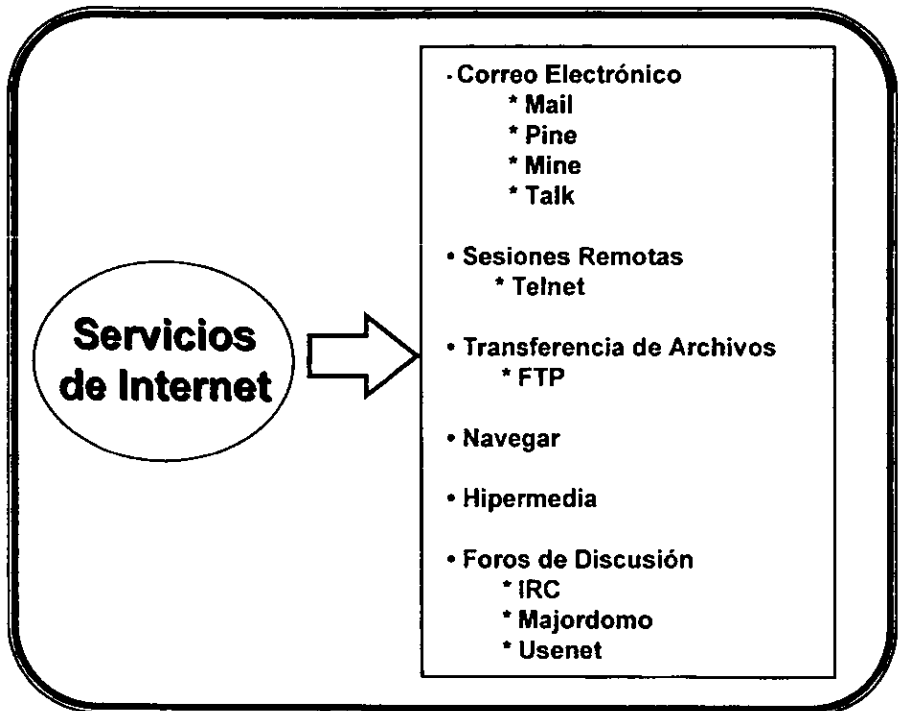 Servicios
de Internet
- Correo Electrónico
* Mail
* Pine
* Mine
* Talk
• Sesiones Remotas
* Telnet
• Transferencia de Archivos
* FTP
• Navegar
• Hipermedia
• Foros de Discusión
* IRC
* Majordomo
* Usenet